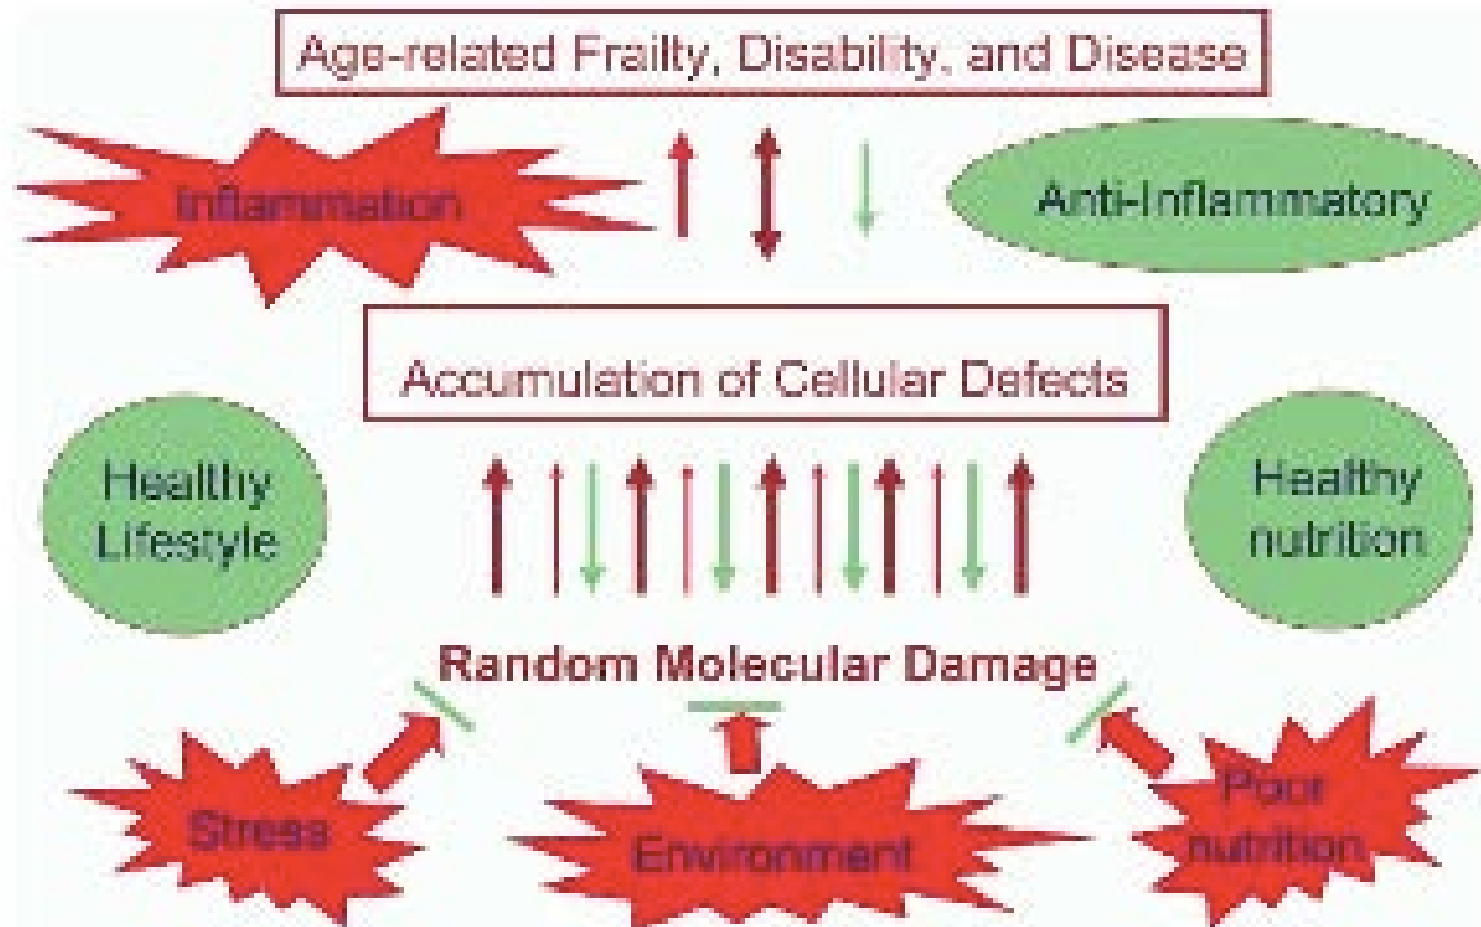 Age-related Frailty, Disability, and Disease
Inflammation
Anti-Inflammatory
Accumulation of Cellular Defects
Healthy
Lifestyle
Healthy
nutrition
Random Molecular Damage
Stress
Environment
Poor
nutrition